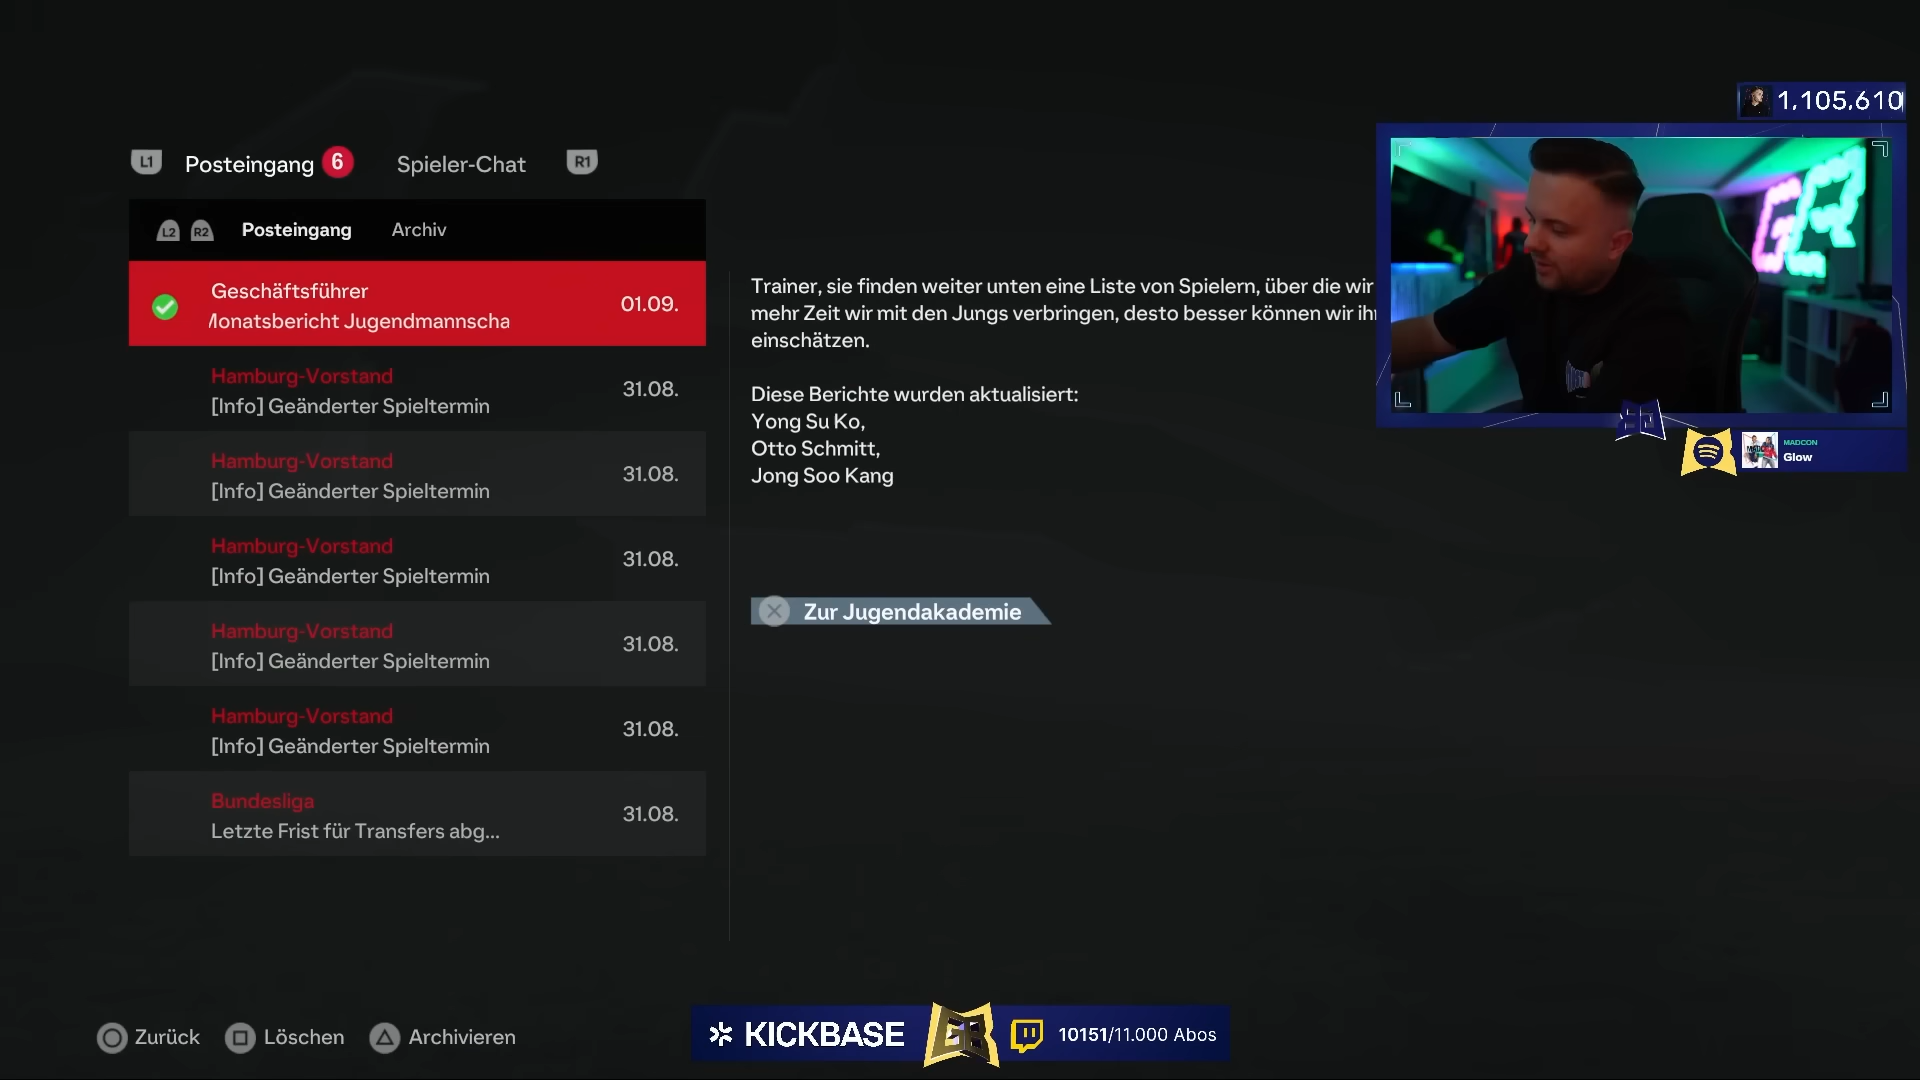 1.105.610
L1 Posteingang 6 Spieler-Chat R1
L2 R2 Posteingang Archiv
Geschäftsführer
Monatsbericht Jugendmannscha
01.09.
Hamburg-Vorstand
[Info] Geänderter Spieltermin
31.08.
Hamburg-Vorstand
[Info] Geänderter Spieltermin
31.08.
Hamburg-Vorstand
[Info] Geänderter Spieltermin
31.08.
Hamburg-Vorstand
[Info] Geänderter Spieltermin
31.08.
Hamburg-Vorstand
[Info] Geänderter Spieltermin
31.08.
Bundesliga
Letzte Frist für Transfers abg...
31.08.
Trainer, sie finden weiter unten eine Liste von Spielern, über die wir
mehr Zeit wir mit den Jungs verbringen, desto besser können wir ihr
einschätzen.
Diese Berichte wurden aktualisiert:
Yong Su Ko,
Otto Schmitt,
Jong Soo Kang
Zur Jugendakademie
MADCON
Glow
Zurück Löschen Archivieren
KICKBASE
10151/11.000 Abos